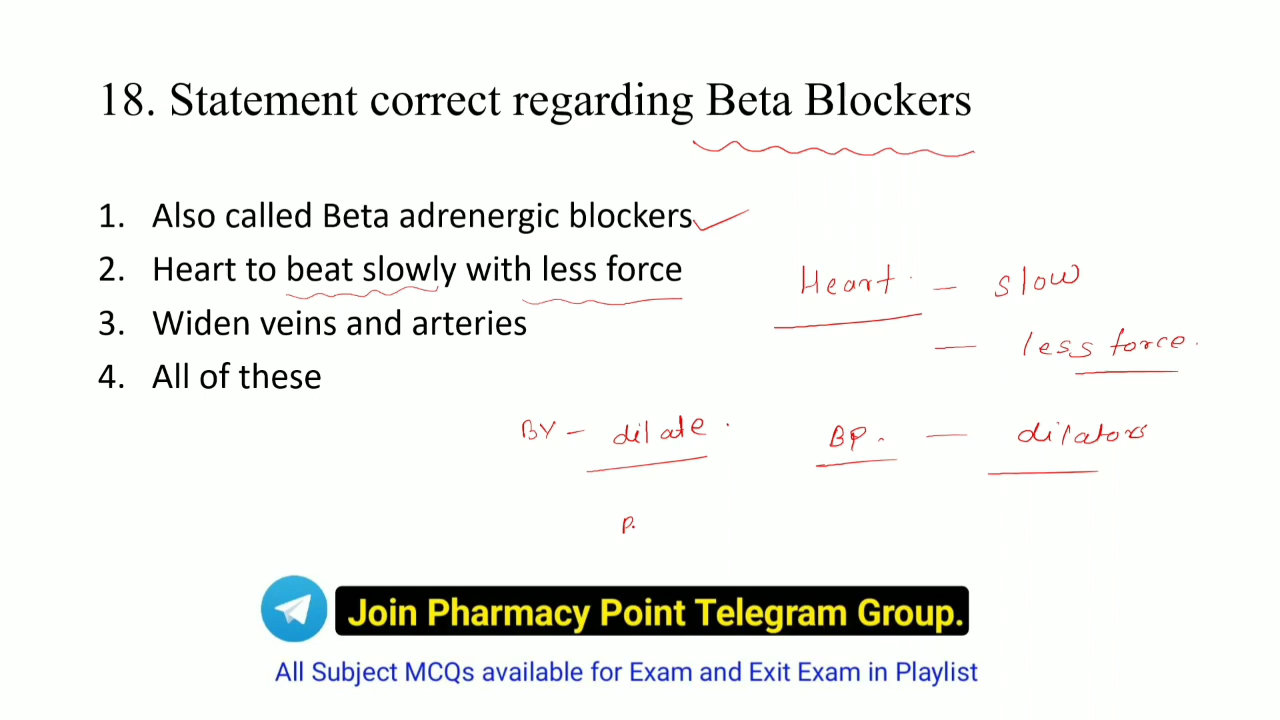 18. Statement correct regarding Beta Blockers
1. Also called Beta adrenergic blockers
2. Heart to beat slowly with less force
3. Widen veins and arteries
4. All of these
Heart - slow
- less force.
BV - dilate.
BP. - dilators
P.
Join Pharmacy Point Telegram Group.
All Subject MCQs available for Exam and Exit Exam in Playlist